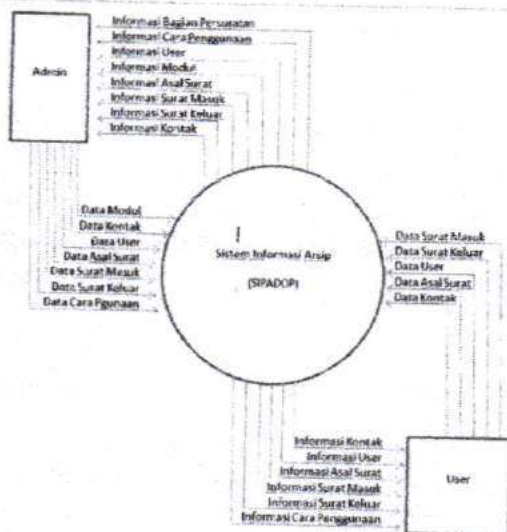 Informasi Bagian Persuratan
Informasi Cara Penggunaan
Informasi User
Informasi Modul
Informasi Asal Surat
Informasi Surat Masuk
Informasi Surat Keluar
Informasi Kontak
Admin
Data Modul
Data Kontak
Data User
Data Asal Surat
Data Surat Masuk
Data Surat Keluar
Data Cara Pgunaan
Sistem Informasi Arsip
(SIPADOP)
Data Surat Masuk
Data Surat Keluar
Data User
Data Asal Surat
Data Kontak
Informasi Kontak
Informasi User
Informasi Asal Surat
Informasi Surat Masuk
Informasi Surat Keluar
Informasi Cara Penggunaan
User